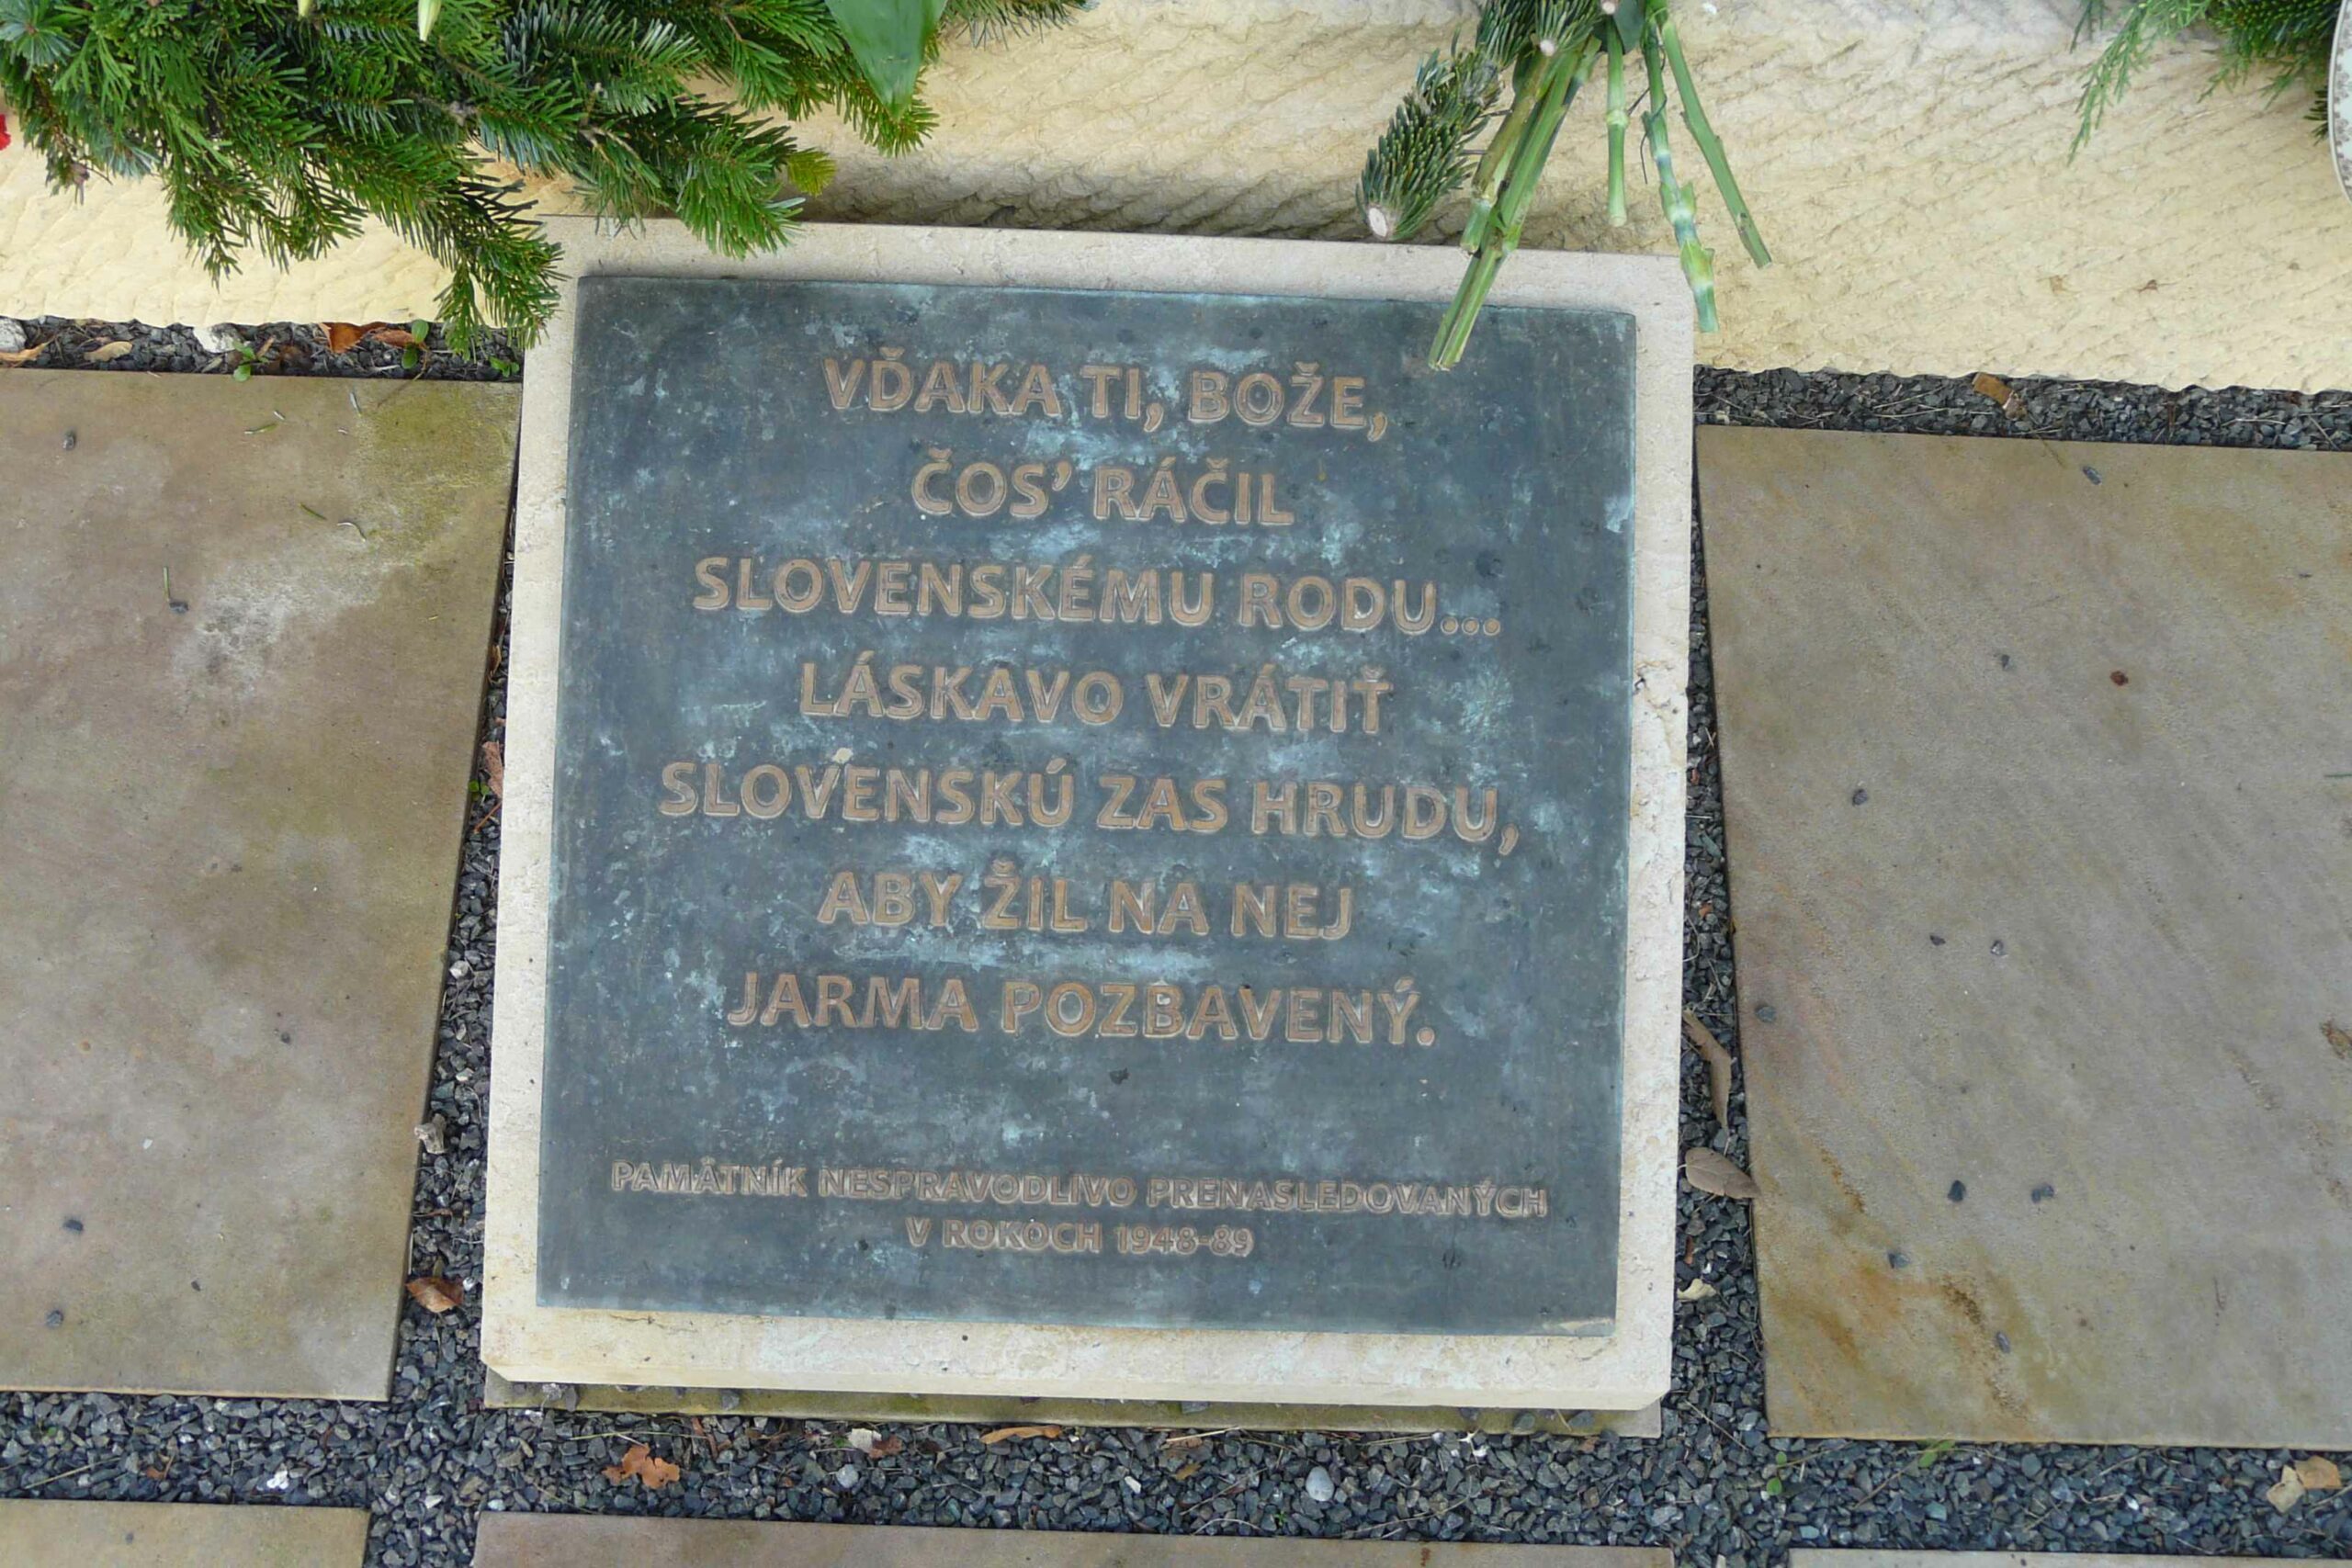 VĎAKA TI, BOŽE,
ČOS’ RÁČIL
SLOVENSKÉMU RODU...
LÁSKAVO VRÁTIŤ
SLOVENSKÚ ZAS HRUDU,
ABY ŽIL NA NEJ
JARMA POZBAVENÝ.
PAMÄTNÍK NESPRAVODLIVO PRENASLEDOVANÝCH
V ROKOCH 1948-89